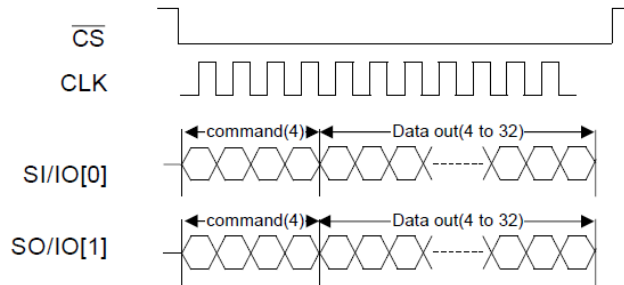 CS
CLK
command(4) Data out(4 to 32)
SI/IO[0]
command(4) Data out(4 to 32)
SO/IO[1]